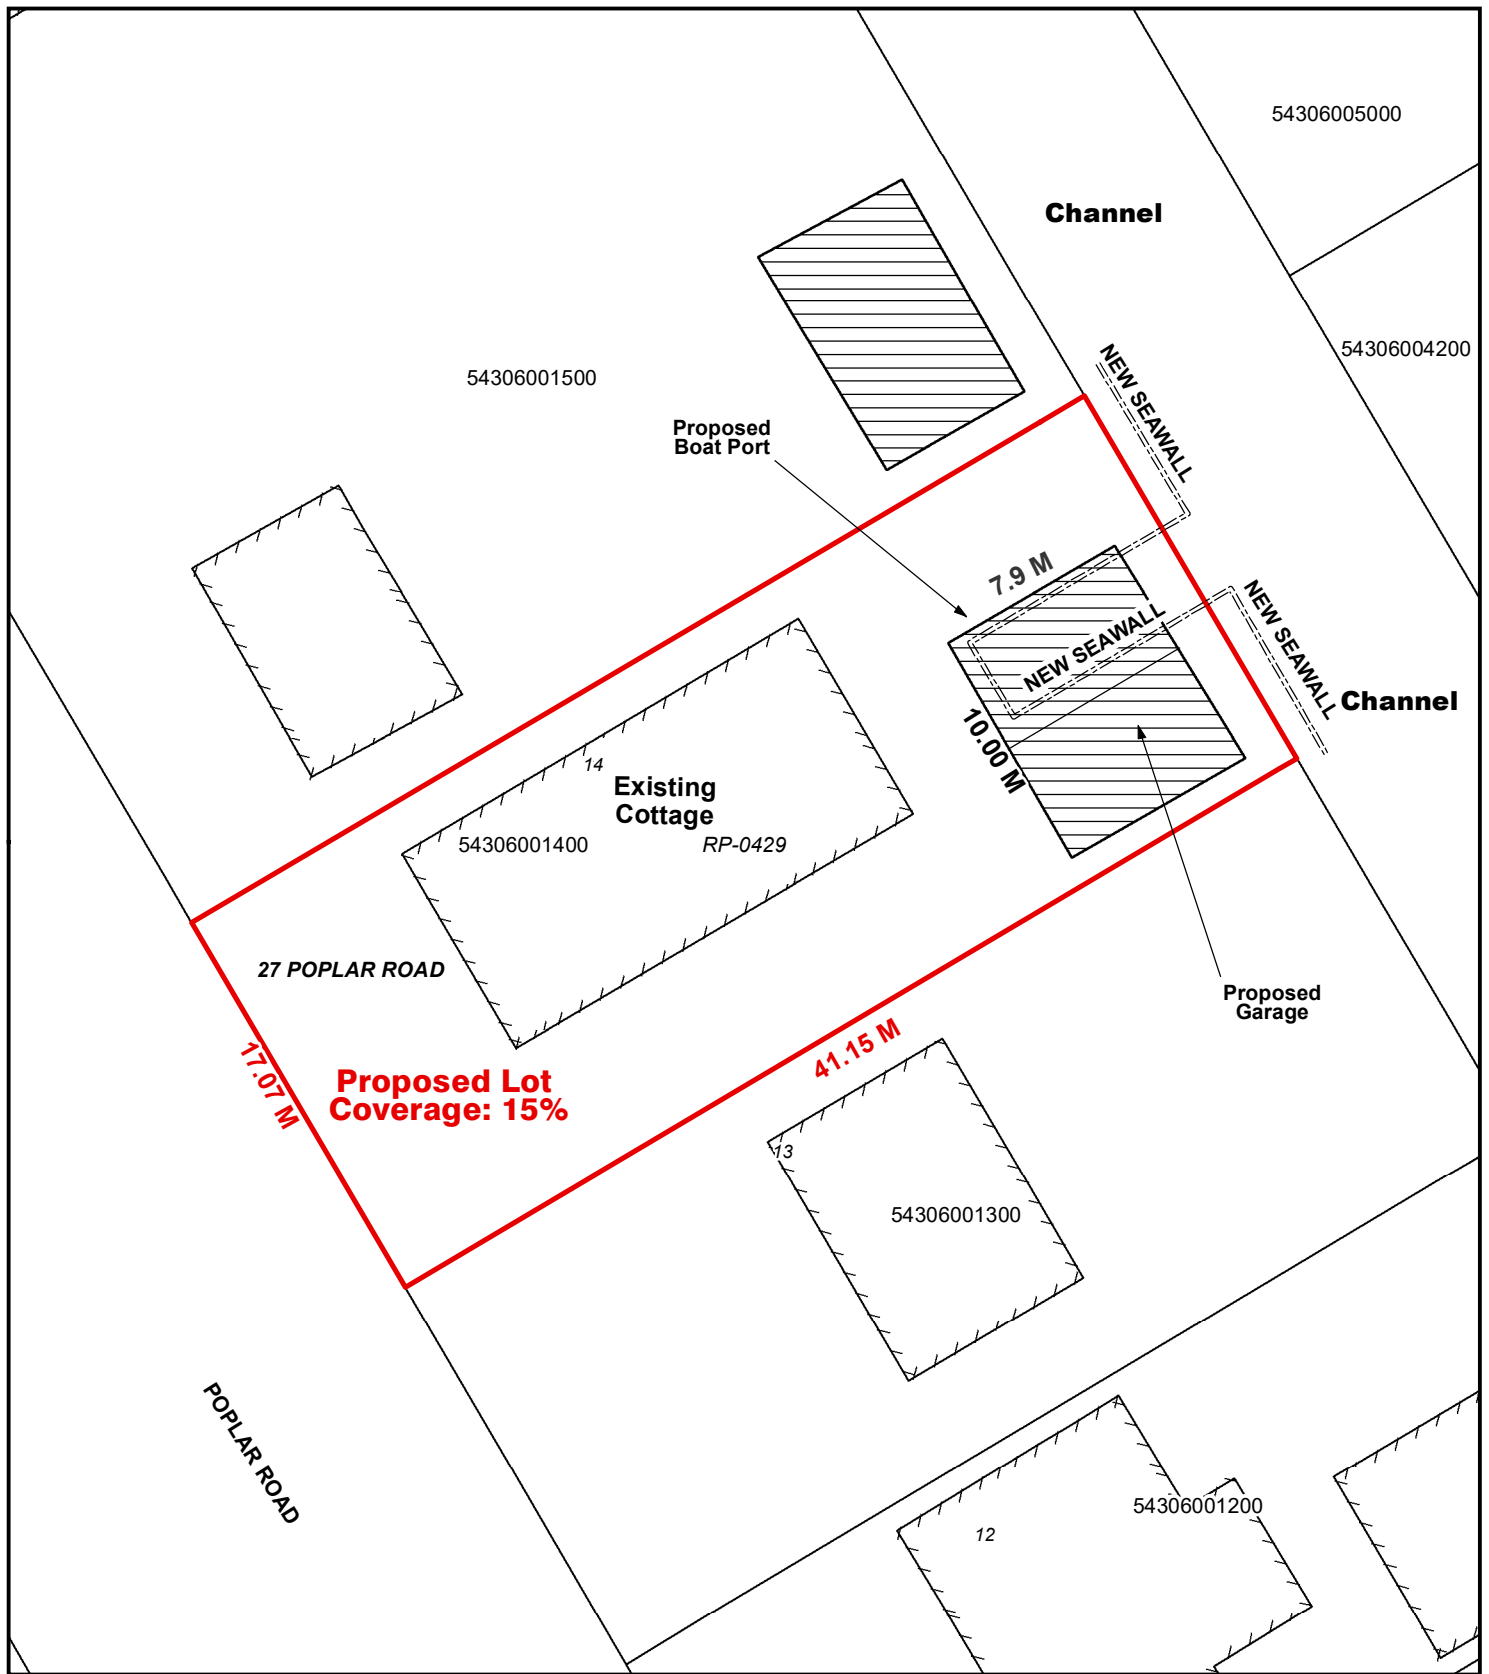 54306005000
Channel
54306004200
NEW SEAWALL
54306001500
Proposed
Boat Port
7.9 M
NEW SEAWALL
NEW SEAWALL
Channel
10.00 M
14
Existing
Cottage
54306001400
RP-0429
27 POPLAR ROAD
Proposed
Garage
41.15 M
17.07 M
Proposed Lot
Coverage: 15%
13
54306001300
POPLAR ROAD
54306001200
12